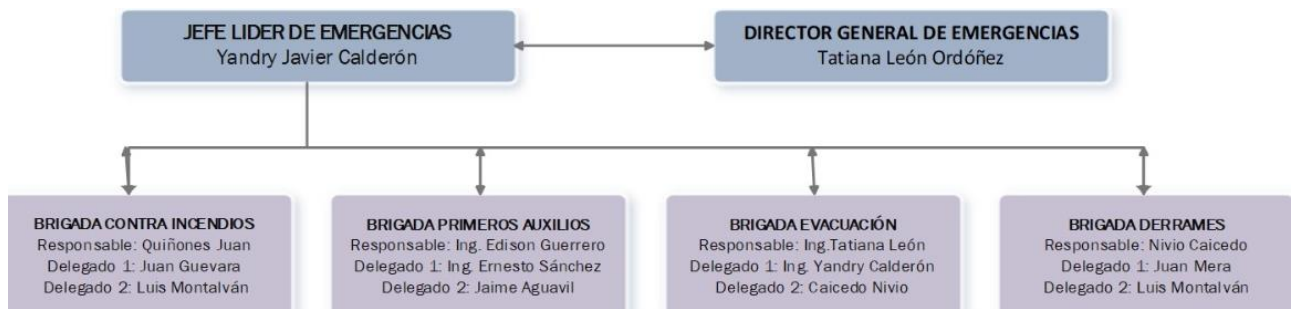 JEFE LIDER DE EMERGENCIAS
Yandry Javier Calderón
DIRECTOR GENERAL DE EMERGENCIAS
Tatiana León Ordóñez
BRIGADA CONTRA INCENDIOS
Responsable: Quiñones Juan
Delegado 1: Juan Guevara
Delegado 2: Luis Montalván
BRIGADA PRIMEROS AUXILIOS
Responsable: Ing. Edison Guerrero
Delegado 1: Ing. Ernesto Sánchez
Delegado 2: Jaime Aguavil
BRIGADA EVACUACIÓN
Responsable: Ing.Tatiana León
Delegado 1: Ing. Yandry Calderón
Delegado 2: Caicedo Nivio
BRIGADA DERRAMES
Responsable: Nivio Caicedo
Delegado 1: Juan Mera
Delegado 2: Luis Montalván